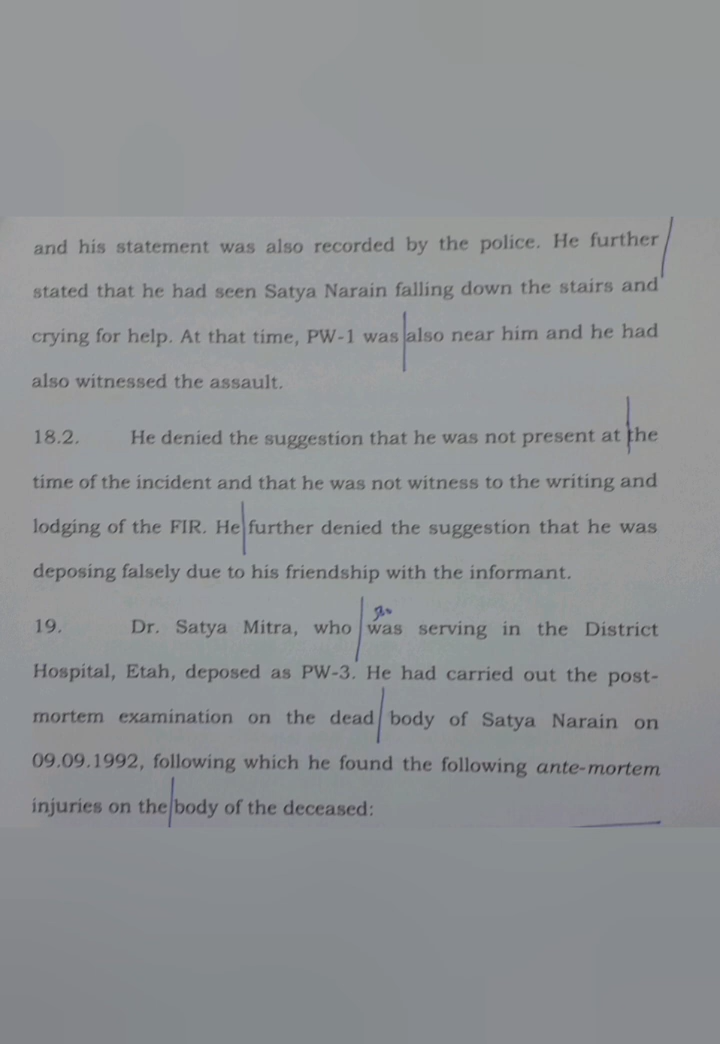 and his statement was also recorded by the police. He further
stated that he had seen Satya Narain falling down the stairs and
crying for help. At that time, PW-1 was also near him and he had
also witnessed the assault.
18.2. He denied the suggestion that he was not present at the
time of the incident and that he was not witness to the writing and
lodging of the FIR. He further denied the suggestion that he was
deposing falsely due to his friendship with the informant.
19. Dr. Satya Mitra, who was serving in the District
Hospital, Etah, deposed as PW-3. He had carried out the post-
mortem examination on the dead body of Satya Narain on
09.09.1992, following which he found the following ante-mortem
injuries on the body of the deceased: